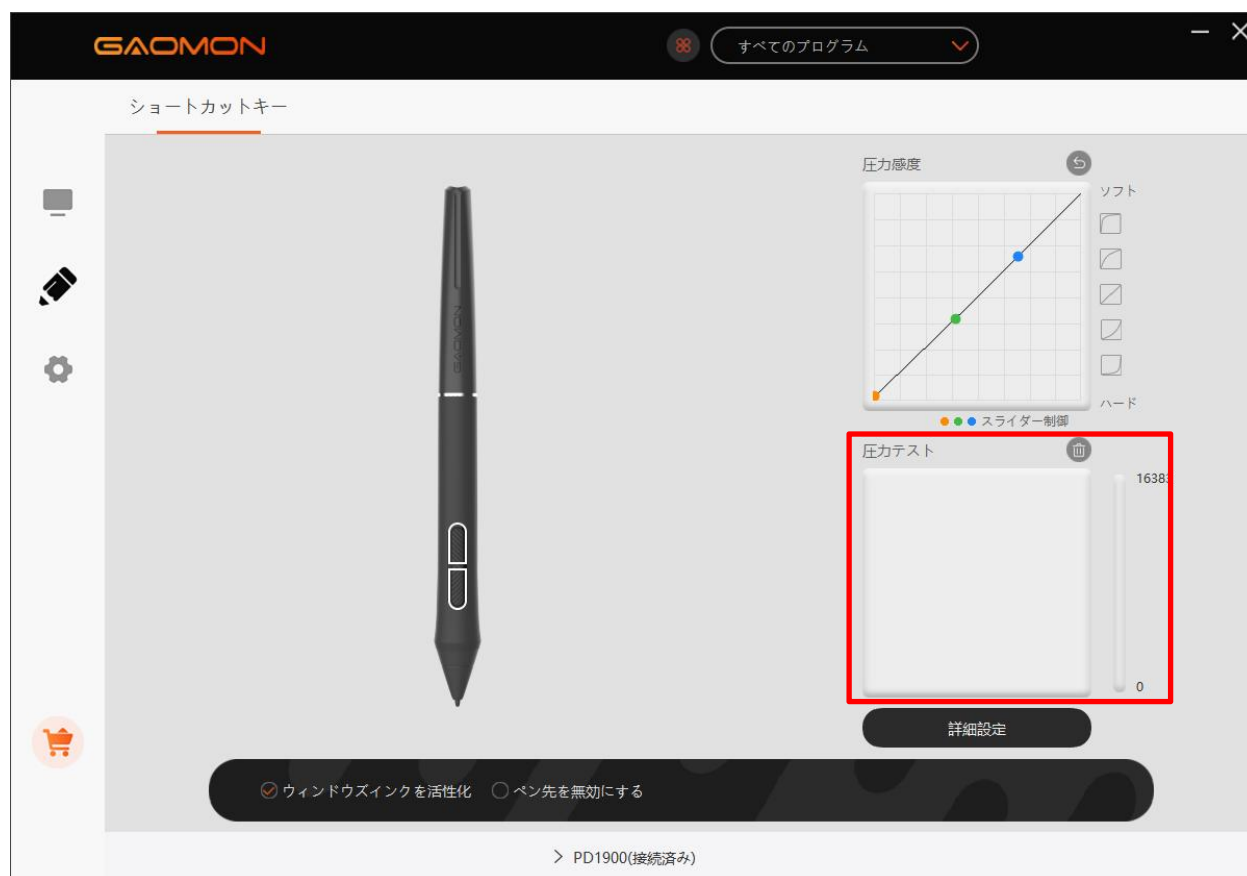 GAOMON
すべてのプログラム
ショートカットキー
圧力感度
ソフト
GAOMON
ハード
スライダー制御
圧力テスト
16383
0
詳細設定
ウィンドウズインクを活性化 ペン先を無効にする
PD1900(接続済み)